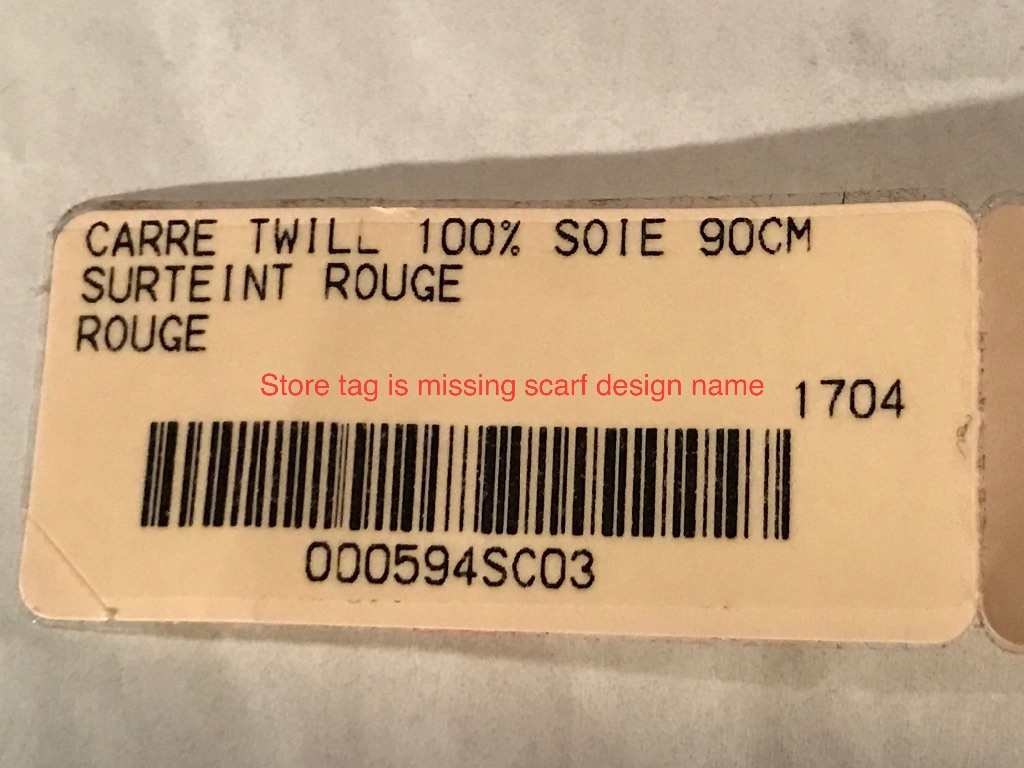 CARRE TWILL 100% SOIE 90CM
SURTEINT ROUGE
ROUGE
Store tag is missing scarf design name
1704
000594SC03